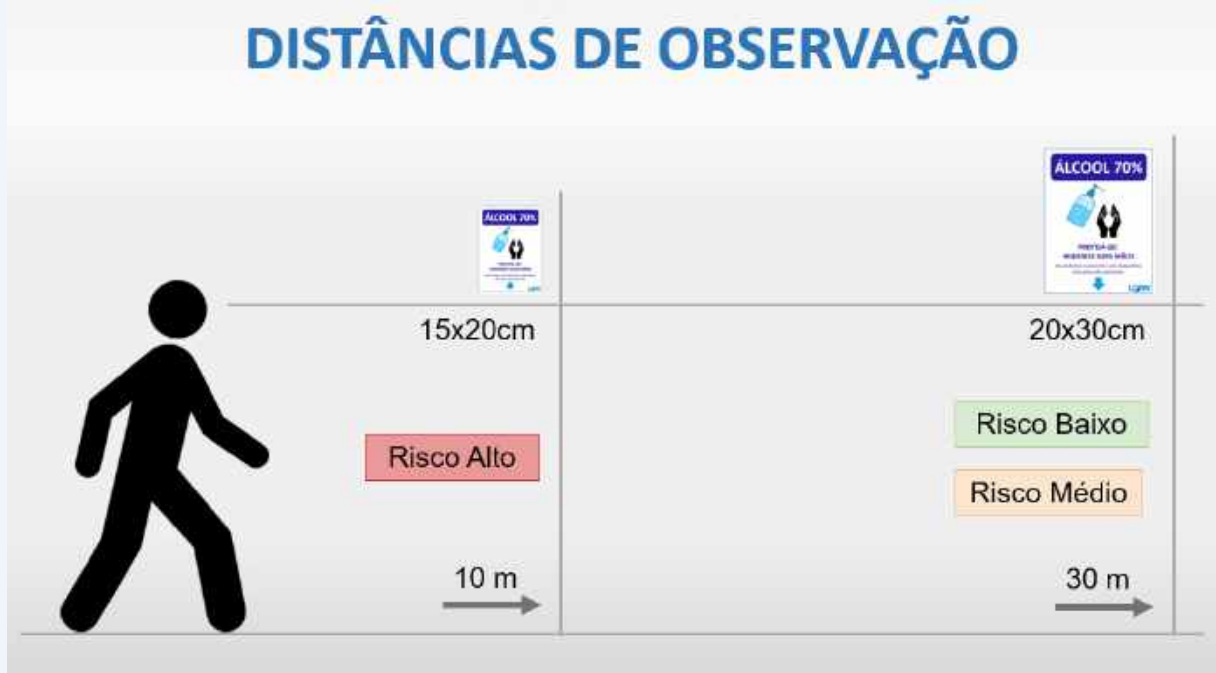 DISTÂNCIAS DE OBSERVAÇÃO
ÁLCOOL 70%
15x20cm
Risco Alto
10 m
ÁLCOOL 70%
20x30cm
Risco Baixo
Risco Médio
30 m